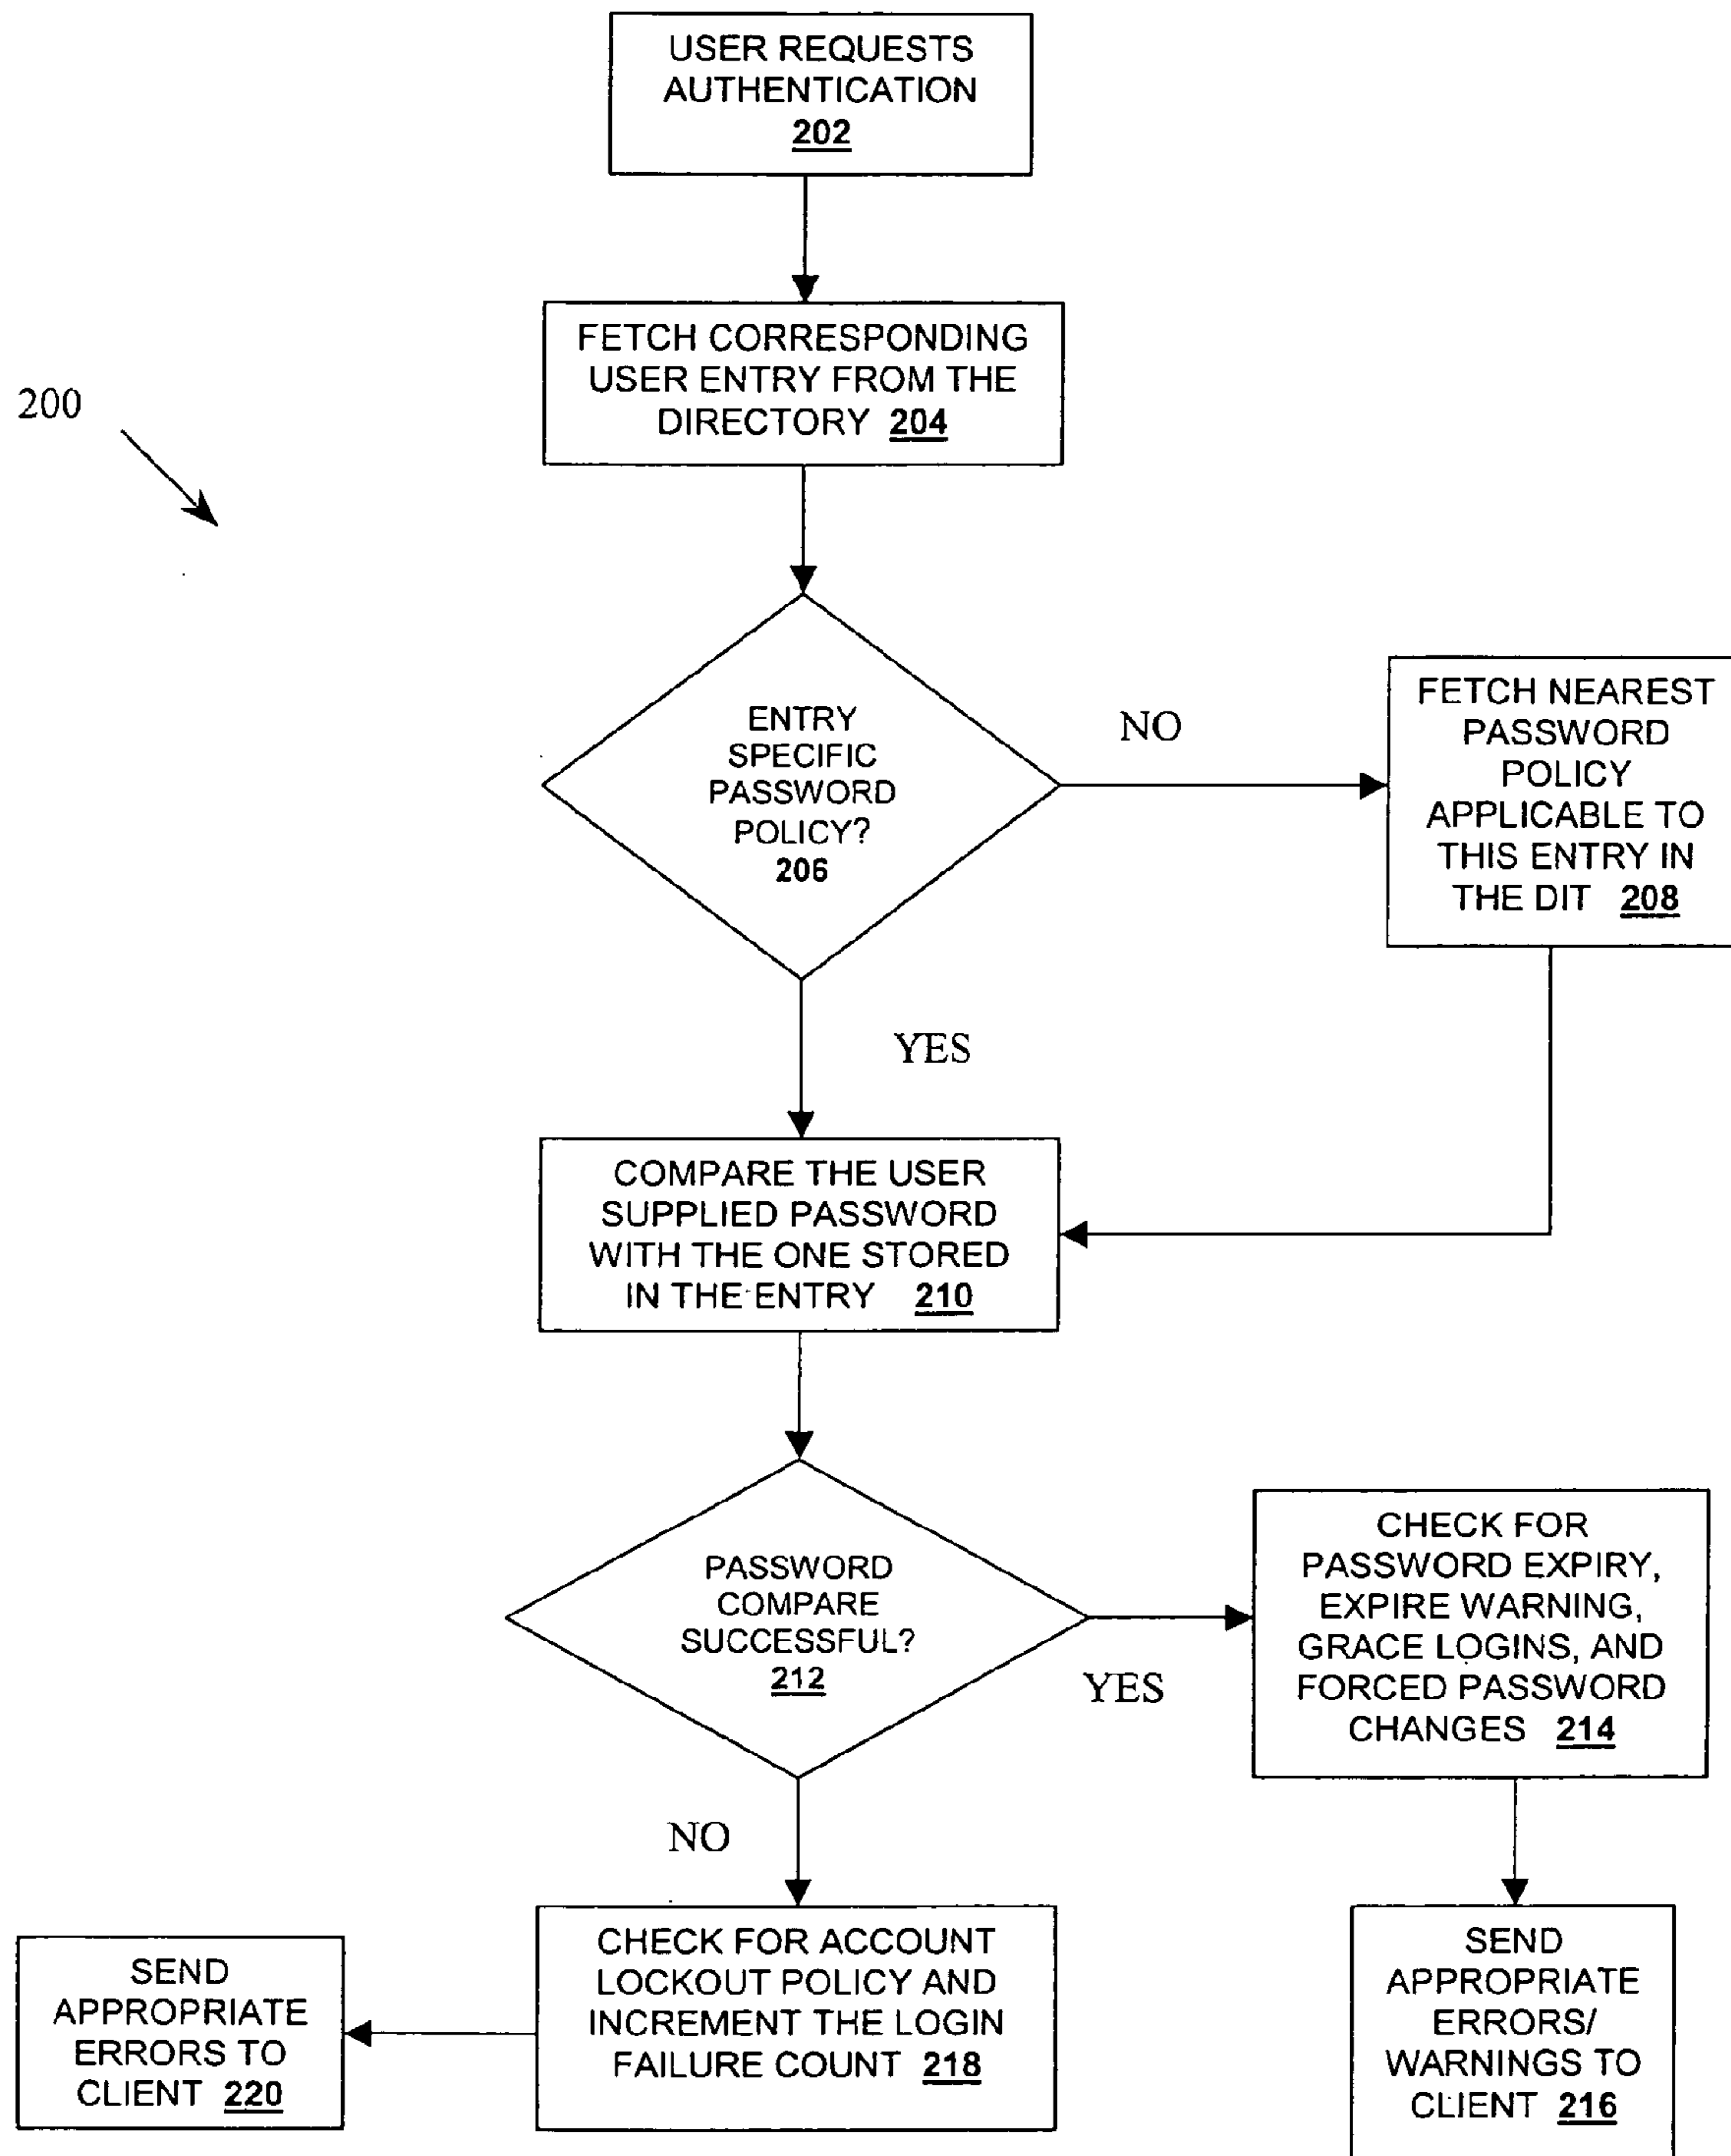 USER REQUESTS
AUTHENTICATION
202
FETCH CORRESPONDING
USER ENTRY FROM THE
DIRECTORY 204
200
ENTRY
SPECIFIC
PASSWORD
POLICY?
206
NO
FETCH NEAREST
PASSWORD
POLICY
APPLICABLE TO
THIS ENTRY IN
THE DIT 208
YES
COMPARE THE USER
SUPPLIED PASSWORD
WITH THE ONE STORED
IN THE ENTRY 210
PASSWORD
COMPARE
SUCCESSFUL?
212
YES
CHECK FOR
PASSWORD EXPIRY,
EXPIRE WARNING,
GRACE LOGINS, AND
FORCED PASSWORD
CHANGES 214
NO
SEND
APPROPRIATE
ERRORS TO
CLIENT 220
CHECK FOR ACCOUNT
LOCKOUT POLICY AND
INCREMENT THE LOGIN
FAILURE COUNT 218
SEND
APPROPRIATE
ERRORS/
WARNINGS TO
CLIENT 216